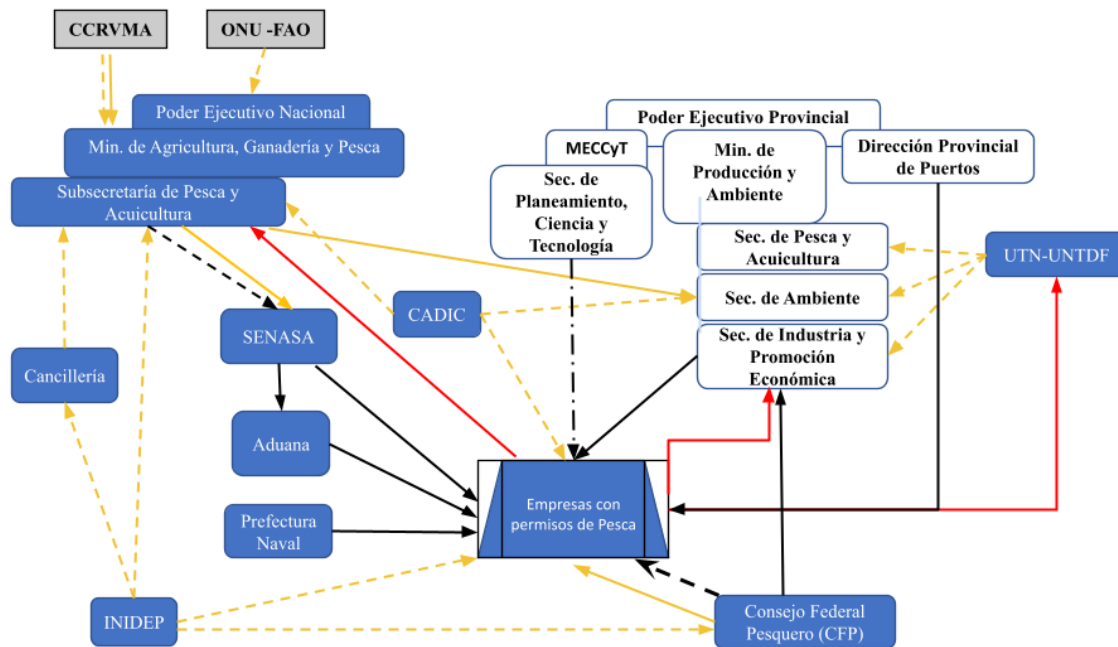 CCRVMA
ONU -FAO
Poder Ejecutivo Nacional
Min. de Agricultura, Ganadería y Pesca
Subsecretaría de Pesca y
Acuicultura
Poder Ejecutivo Provincial
MECCyT
Sec. de
Planeamiento,
Ciencia y
Tecnología
Min. de
Producción y
Ambiente
Dirección Provincial
de Puertos
Sec. de Pesca y
Acuicultura
Sec. de Ambiente
Sec. de Industria y
Promoción
Económica
UTN-UNTDF
CADIC
SENASA
Cancillería
Aduana
Prefectura
Naval
Empresas con
permisos de Pesca
INIDEP
Consejo Federal
Pesquero (CFP)